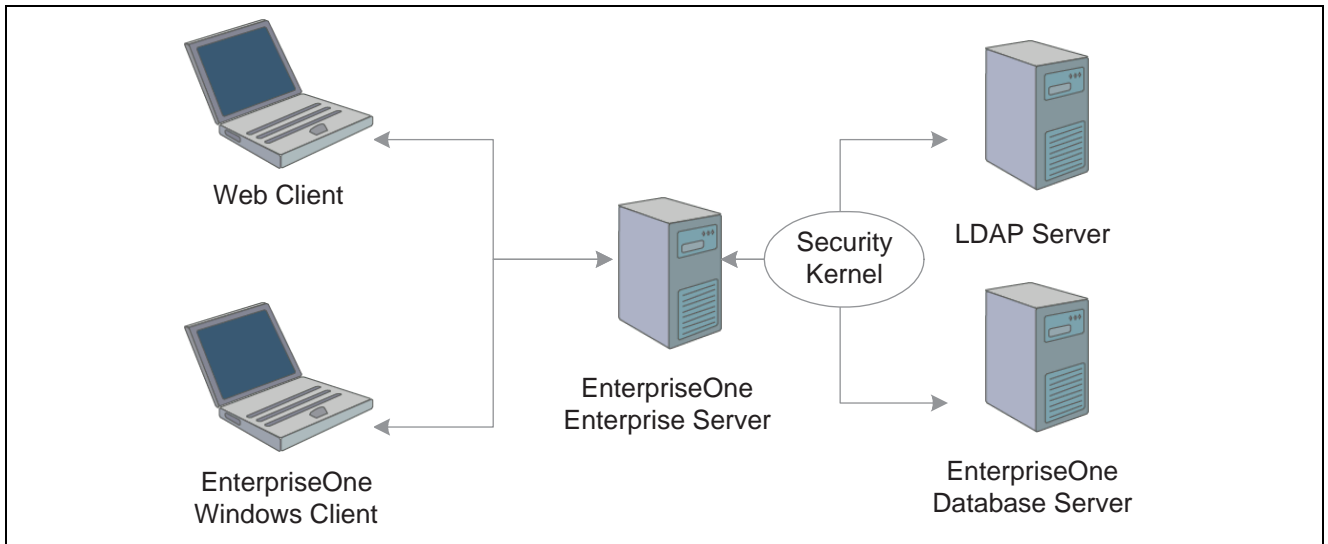 Web Client
EnterpriseOne
Windows Client
EnterpriseOne
Enterprise Server
Security
Kernel
LDAP Server
EnterpriseOne
Database Server